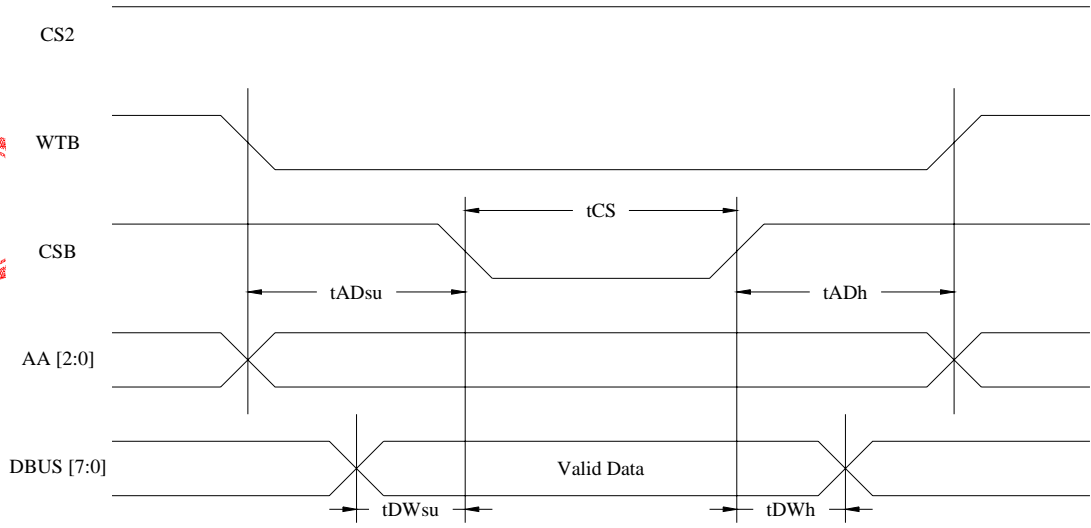 CS2
WTB
tCS
CSB
tADsu
tADh
AA [2:0]
DBUS [7:0]
Valid Data
tDWsu
tDWh